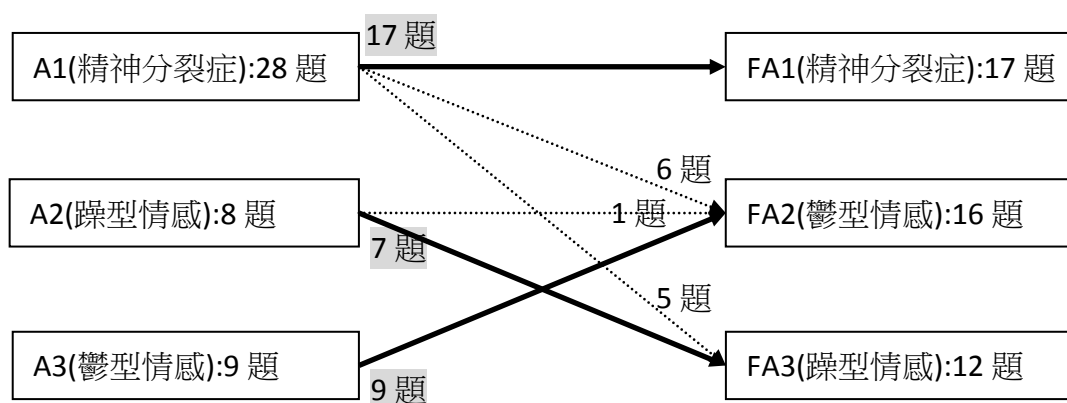 17 題
A1(精神分裂症):28 題
FA1(精神分裂症):17 題
6 題
A2(躁型情感):8 題
1 題
FA2(鬱型情感):16 題
7 題
5 題
A3(鬱型情感):9 題
FA3(躁型情感):12 題
9 題